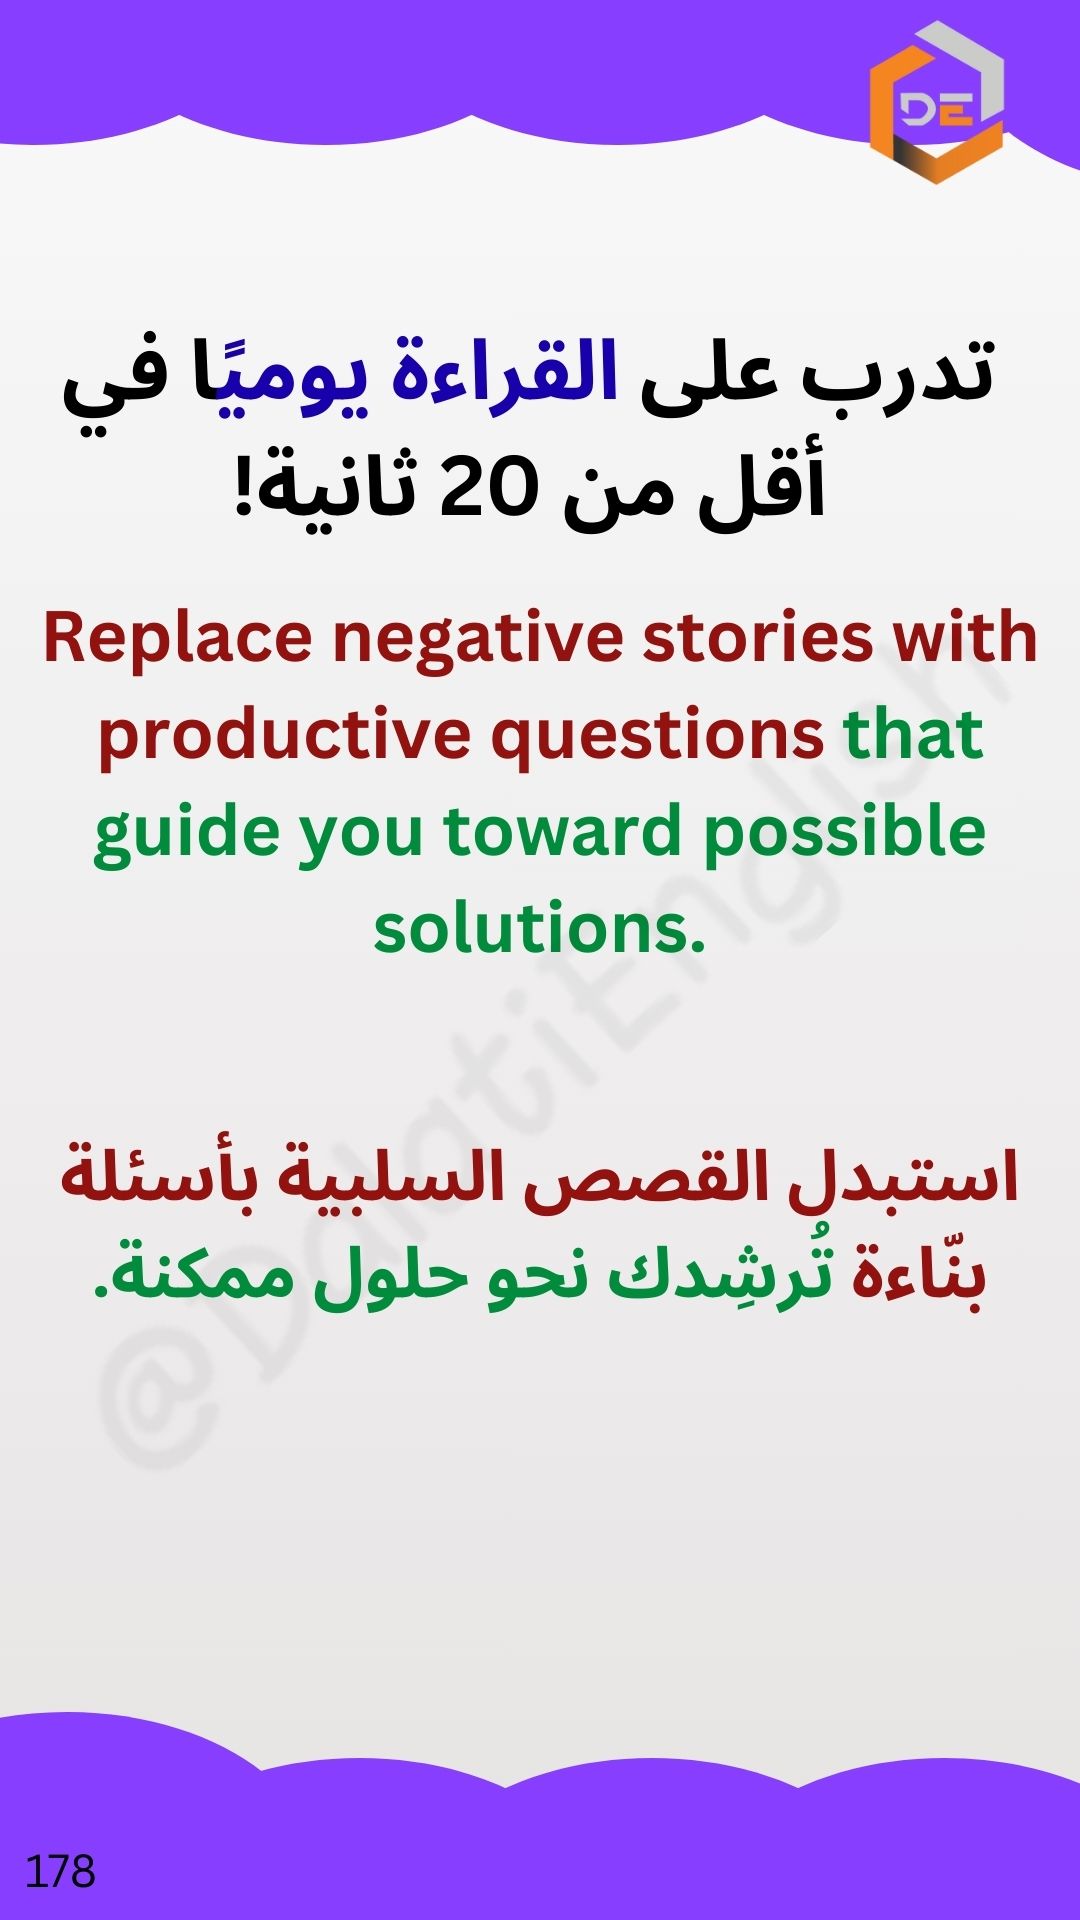 DE
تدرب على القراءة يوميًا في
أقل من 20 ثانية!
Replace negative stories with
productive questions that
guide you toward possible
solutions.
@DalatiEnglish
استبدل القصص السلبية بأسئلة
بنّاءة تُرشِدك نحو حلول ممكنة.
178